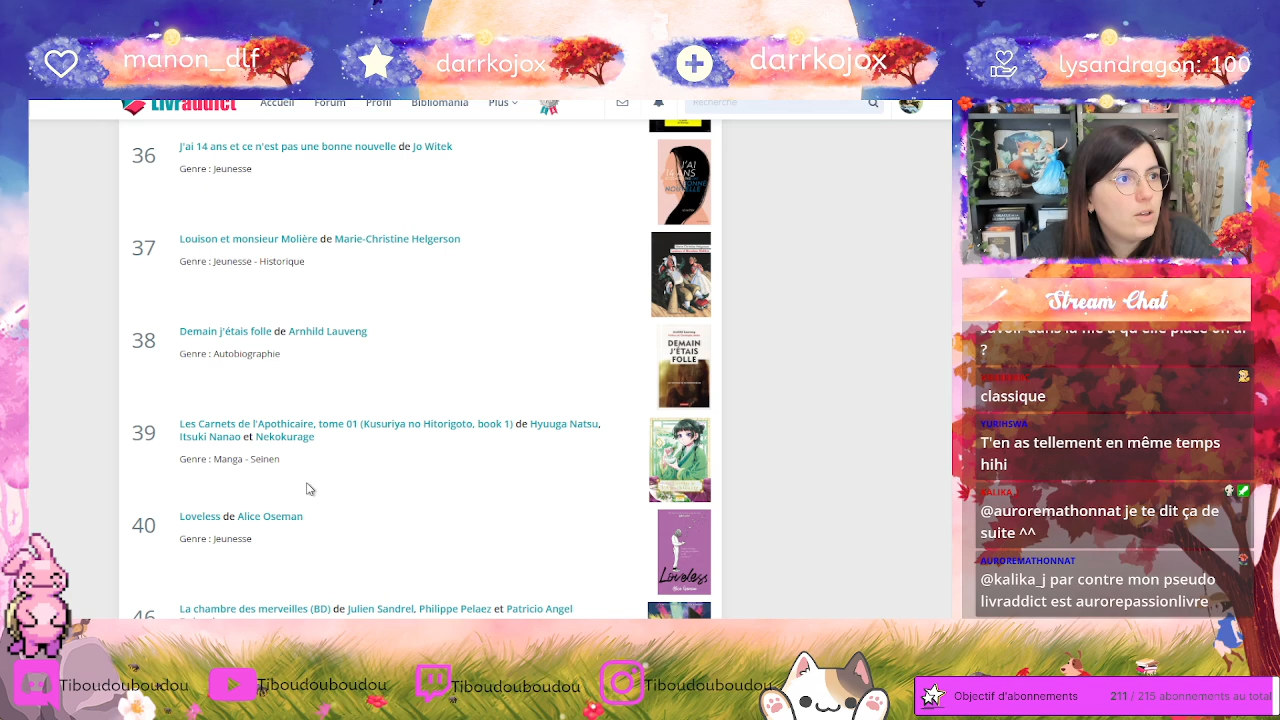 manon_dlf
darrkojox
darrkojox
lysandragon: 100
Livraddict Accueil Forum Profil Bibliomania Plus Recherche
36
J'ai 14 ans et ce n'est pas une bonne nouvelle de Jo Witek
Genre : Jeunesse
37
Louison et monsieur Molière de Marie-Christine Helgerson
Genre : Jeunesse - Historique
38
Demain j'étais folle de Arnhild Lauveng
Genre : Autobiographie
DEMAIN
J'ÉTAIS
FOLLE
39
Les Carnets de l'Apothicaire, tome 01 (Kusuriya no Hitorigoto, book 1) de Hyuuga Natsu,
Itsuki Nanao et Nekokurage
Genre : Manga - Seinen
40
Loveless de Alice Oseman
Genre : Jeunesse
Loveless
46
La chambre des merveilles (BD) de Julien Sandrel, Philippe Pelaez et Patricio Angel
Stream Chat
?
classique
YURIHSWA
T'en as tellement en même temps
hihi
KALIKA_J
@auroremathonnat je te dit ça de
suite ^^
AUROREMATHONNAT
@kalika_j par contre mon pseudo
livraddict est aurorepassionlivre
Tiboudouboudou
Tiboudouboudou
Tiboudouboudou
Tiboudouboudou
Objectif d'abonnements 211 / 215 abonnements au total